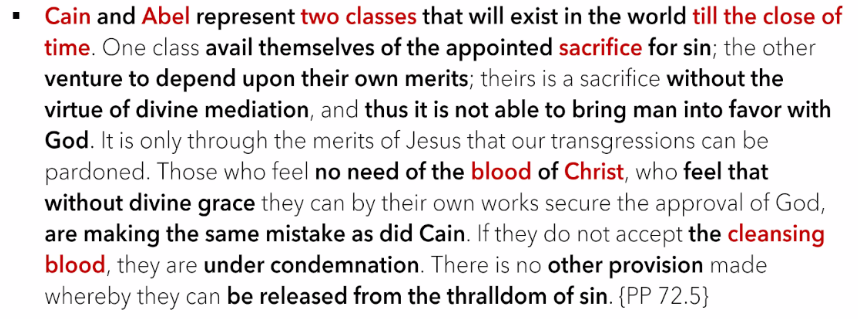 ▪ Cain and Abel represent two classes that will exist in the world till the close of
time. One class avail themselves of the appointed sacrifice for sin; the other
venture to depend upon their own merits; theirs is a sacrifice without the
virtue of divine mediation, and thus it is not able to bring man into favor with
God. It is only through the merits of Jesus that our transgressions can be
pardoned. Those who feel no need of the blood of Christ, who feel that
without divine grace they can by their own works secure the approval of God,
are making the same mistake as did Cain. If they do not accept the cleansing
blood, they are under condemnation. There is no other provision made
whereby they can be released from the thralldom of sin. {PP 72.5}